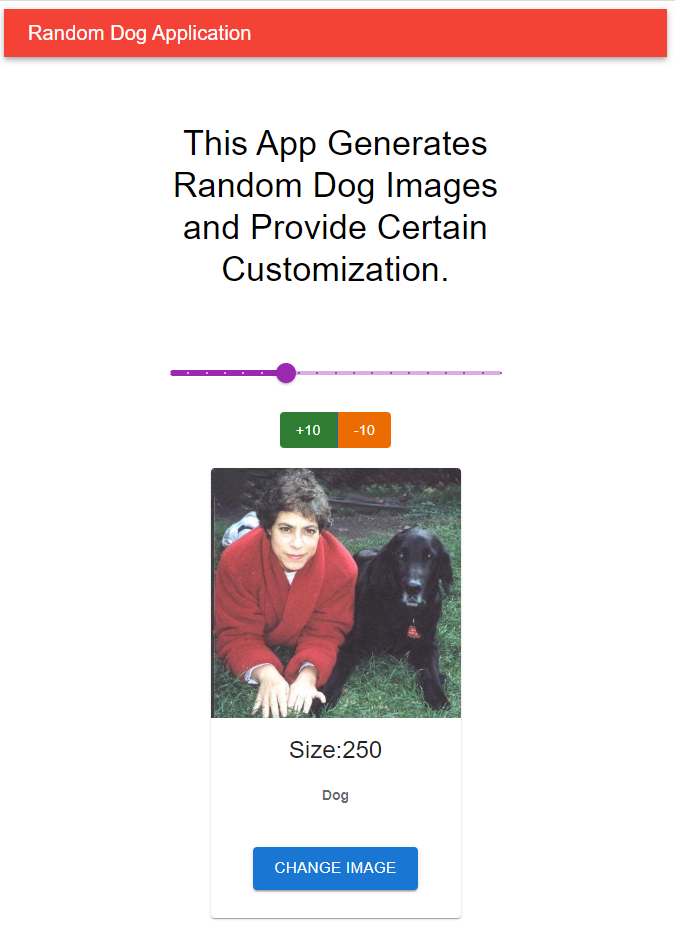 Random Dog Application
This App Generates
Random Dog Images
and Provide Certain
Customization.
+10 -10
Size:250
Dog
CHANGE IMAGE